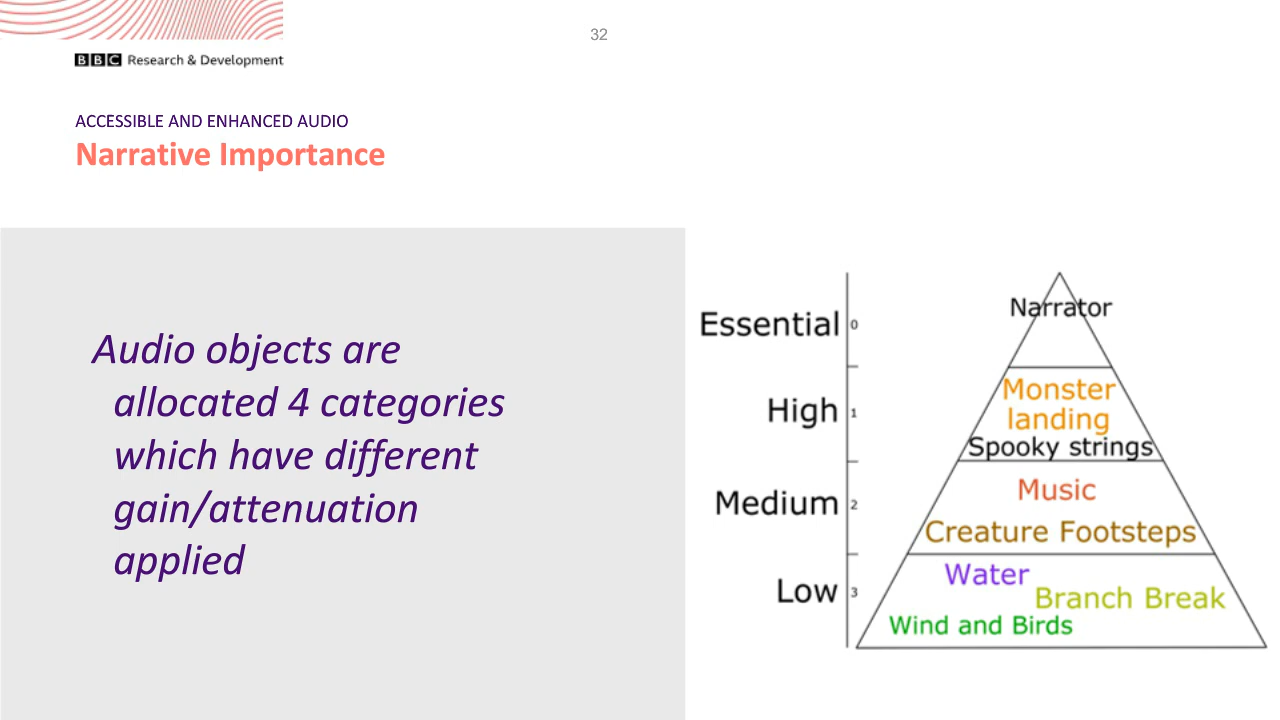 32
BBC Research & Development
ACCESSIBLE AND ENHANCED AUDIO
Narrative Importance
Audio objects are
allocated 4 categories
which have different
gain/attenuation
applied
Essential 0
Narrator
High 1
Monster
landing
Spooky strings
Medium 2
Music
Creature Footsteps
Low 3
Water
Branch Break
Wind and Birds